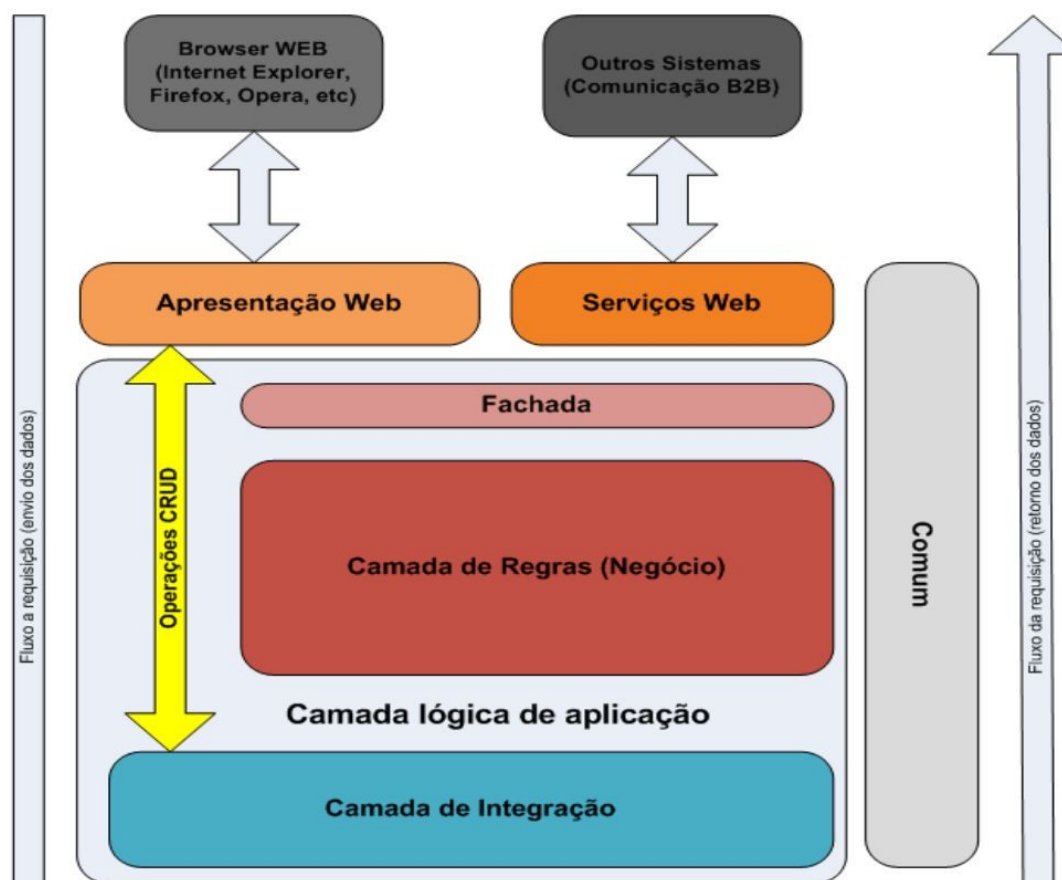 Browser WEB
(Internet Explorer,
Firefox, Opera, etc)
Outros Sistemas
(Comunicação B2B)
Apresentação Web
Serviços Web
Fachada
Camada de Regras (Negócio)
Camada lógica de aplicação
Camada de Integração
Operações CRUD
Comum
Fluxo a requisição (envio dos dados)
Fluxo da requisição (retorno dos dados)